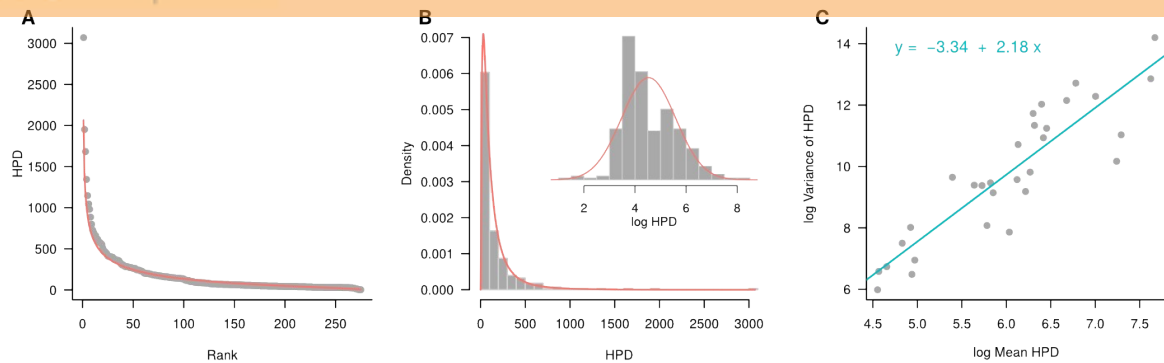 A
HPD
3000
2500
2000
1500
1000
500
0
0 50 100 150 200 250
Rank
B
Density
0.007
0.006
0.005
0.004
0.003
0.002
0.001
0.000
0 500 1000 1500 2000 2500 3000
HPD
2 4 6 8
log HPD
C
log Variance of HPD
y = −3.34 + 2.18 x
14
12
10
8
6
4.5 5.0 5.5 6.0 6.5 7.0 7.5
log Mean HPD